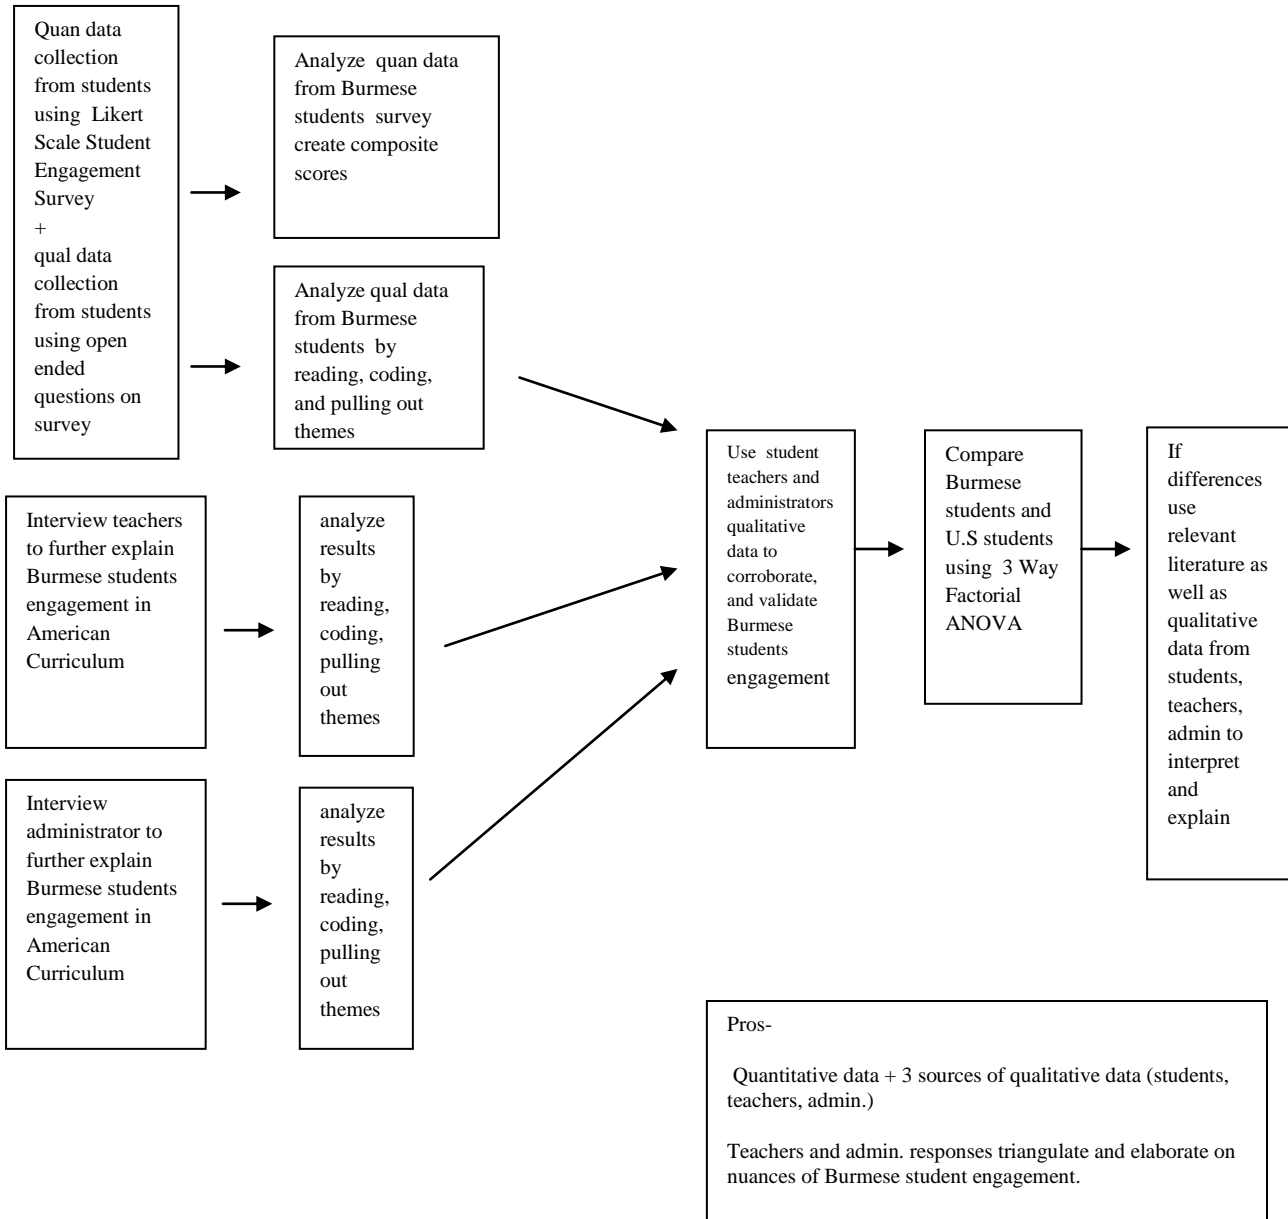 Quan data
collection
from students
using Likert
Scale Student
Engagement
Survey
+
qual data
collection
from students
using open
ended
questions on
survey
Analyze quan data
from Burmese
students survey
create composite
scores
Analyze qual data
from Burmese
students by
reading, coding,
and pulling out
themes
Interview teachers
to further explain
Burmese students
engagement in
American
Curriculum
analyze
results
by
reading,
coding,
pulling
out
themes
Interview
administrator to
further explain
Burmese students
engagement in
American
Curriculum
analyze
results
by
reading,
coding,
pulling
out
themes
Use student
teachers and
administrators
qualitative
data to
corroborate,
and validate
Burmese
students
engagement
Compare
Burmese
students and
U.S students
using 3 Way
Factorial
ANOVA
If
differences
use
relevant
literature as
well as
qualitative
data from
students,
teachers,
admin to
interpret
and
explain
Pros-
Quantitative data + 3 sources of qualitative data (students,
teachers, admin.)
Teachers and admin. responses triangulate and elaborate on
nuances of Burmese student engagement.